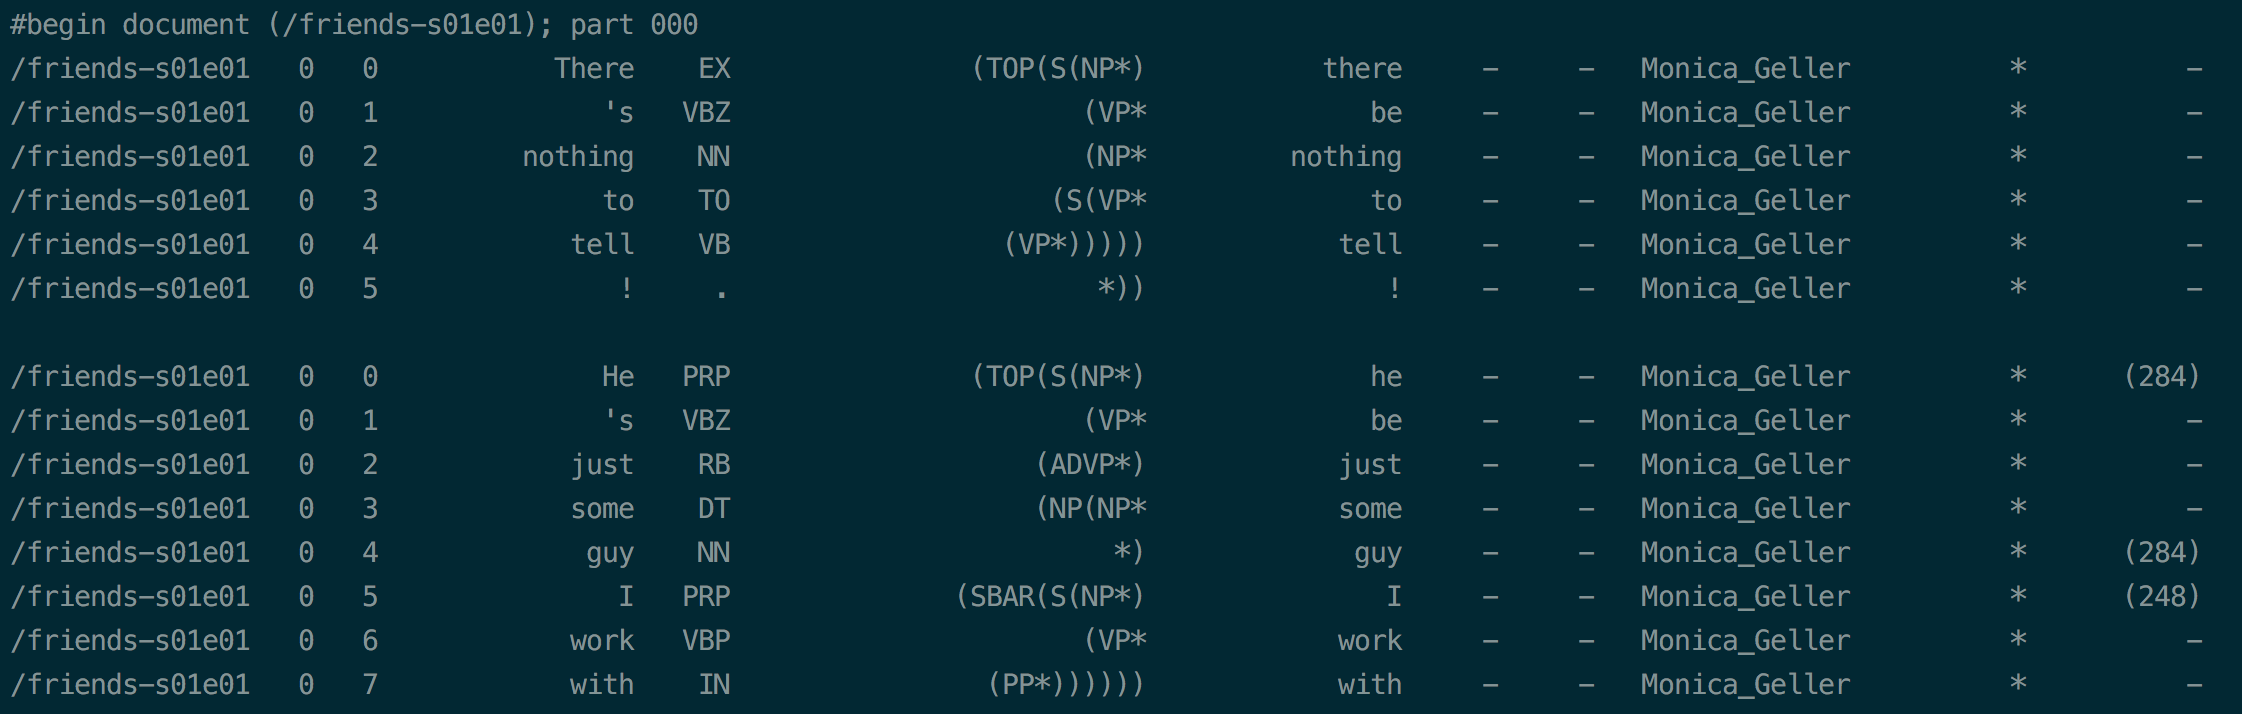 #begin document (/friends-s01e01); part 000
/friends-s01e01 0 0 There EX (TOP(S(NP*) there - - Monica_Geller * -
/friends-s01e01 0 1 's VBZ (VP* be - - Monica_Geller * -
/friends-s01e01 0 2 nothing NN (NP* nothing - - Monica_Geller * -
/friends-s01e01 0 3 to TO (S(VP* to - - Monica_Geller * -
/friends-s01e01 0 4 tell VB (VP*))))) tell - - Monica_Geller * -
/friends-s01e01 0 5 ! . *)) ! - - Monica_Geller * -
/friends-s01e01 0 0 He PRP (TOP(S(NP*) he - - Monica_Geller * (284)
/friends-s01e01 0 1 's VBZ (VP* be - - Monica_Geller * -
/friends-s01e01 0 2 just RB (ADVP*) just - - Monica_Geller * -
/friends-s01e01 0 3 some DT (NP(NP* some - - Monica_Geller * -
/friends-s01e01 0 4 guy NN *) guy - - Monica_Geller * (284)
/friends-s01e01 0 5 I PRP (SBAR(S(NP*) I - - Monica_Geller * (248)
/friends-s01e01 0 6 work VBP (VP* work - - Monica_Geller * -
/friends-s01e01 0 7 with IN (PP*)))))) with - - Monica_Geller * -